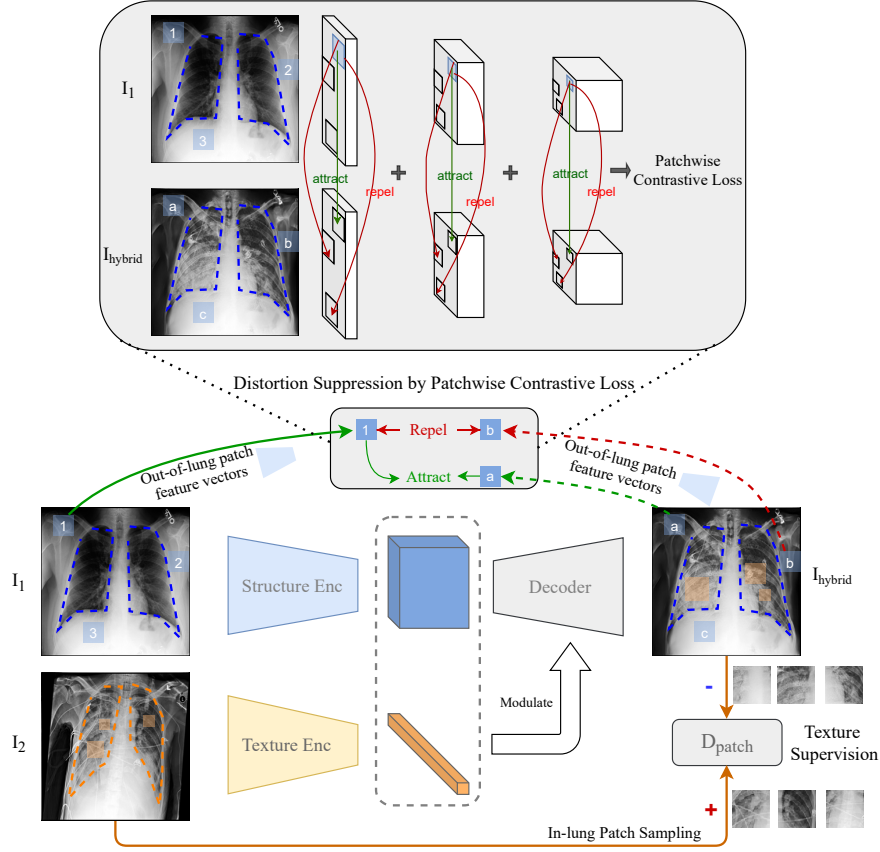 1
2
I1
3
attract
repel
+
attract
repel
+
attract
repel
Patchwise
Contrastive Loss
a
b
Ihybrid
c
Distortion Suppression by Patchwise Contrastive Loss
1
Repel
b
Attract
a
Out-of-lung patch
feature vectors
Out-of-lung patch
feature vectors
1
2
I1
3
Structure Enc
Decoder
a
b
Ihybrid
c
I2
Texture Enc
Modulate
-
Dpatch
Texture
Supervision
+
In-lung Patch Sampling